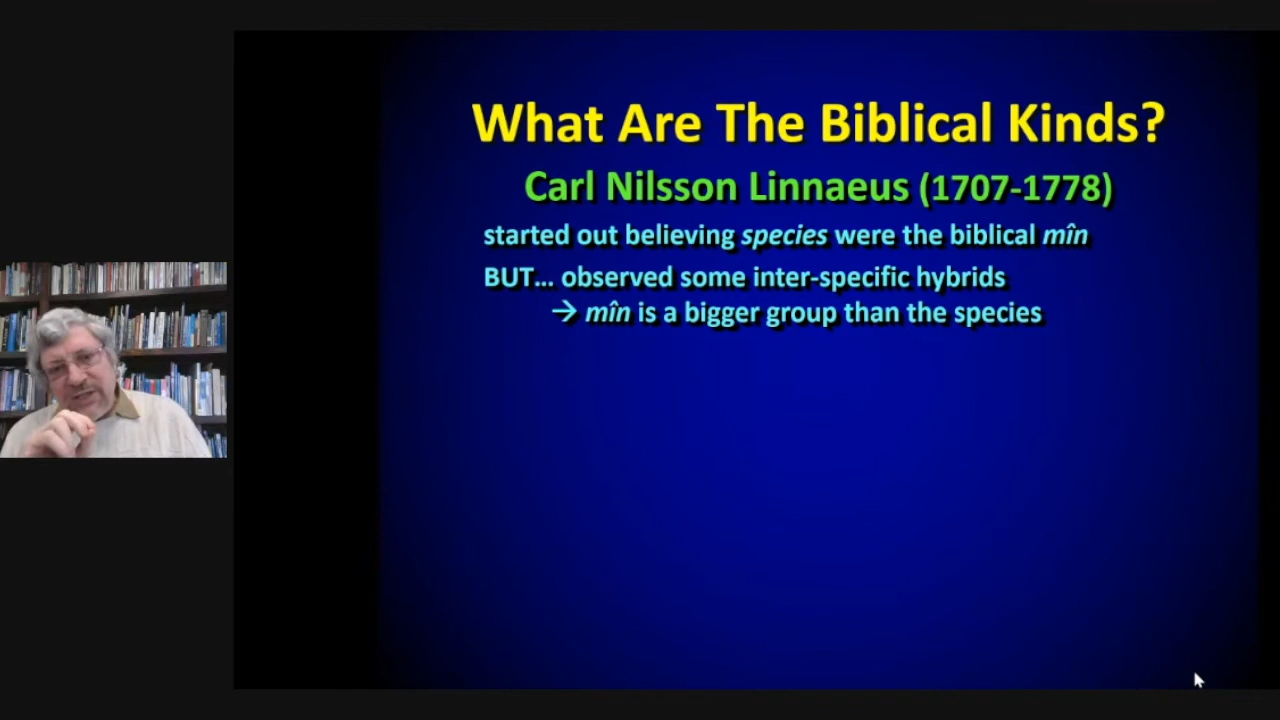 What Are The Biblical Kinds?
Carl Nilsson Linnaeus (1707-1778)
started out believing species were the biblical mîn
BUT... observed some inter-specific hybrids
→ mîn is a bigger group than the species